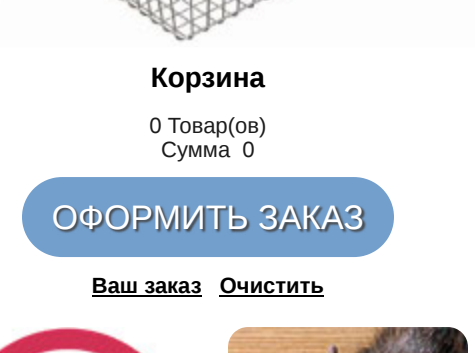 Корзина
0 Товар(ов)
Сумма 0
ОФОРМИТЬ ЗАКАЗ
Ваш заказ Очистить